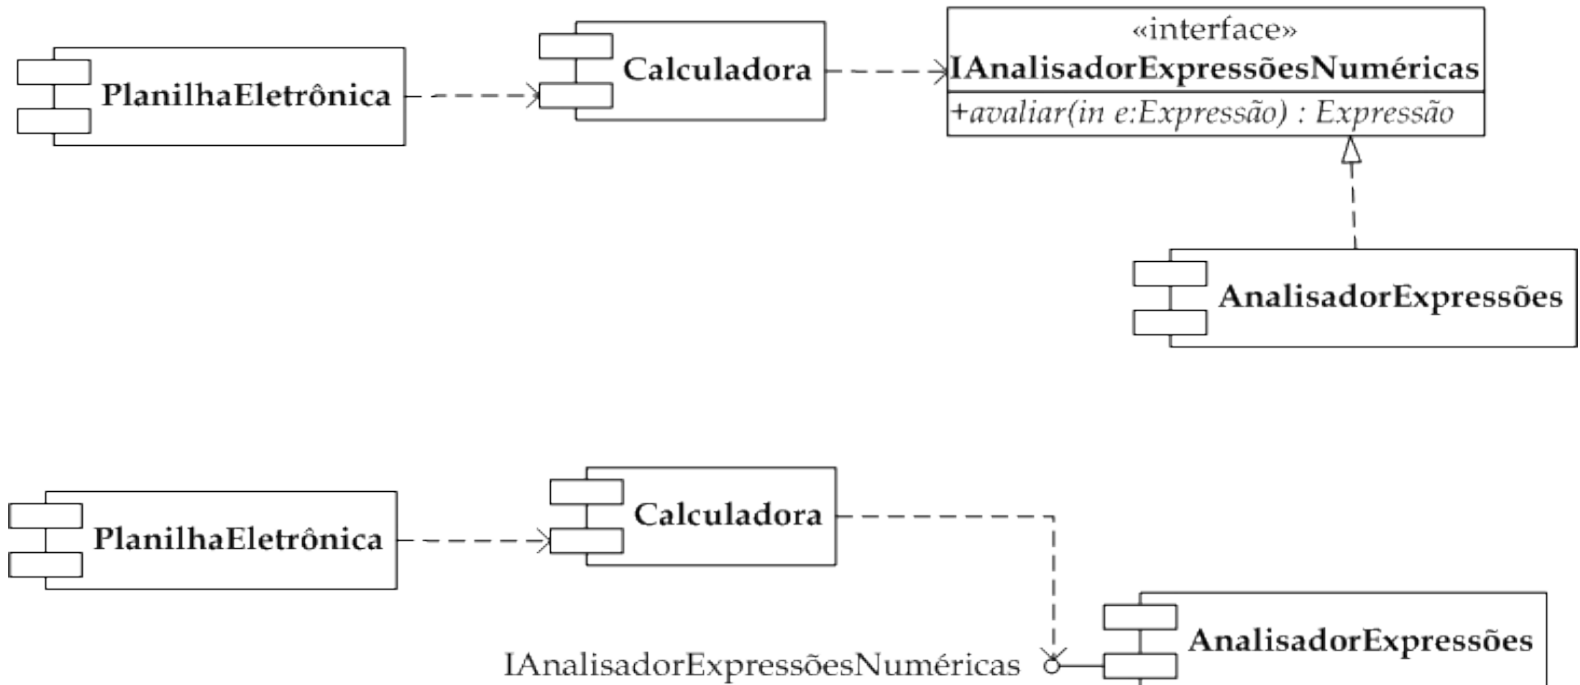 «interface»
PlanilhaEletrônica
Calculadora
IAnalisadorExpressõesNuméricas
+avaliar(in e:Expressão) : Expressão
AnalisadorExpressões
PlanilhaEletrônica
Calculadora
AnalisadorExpressões
IAnalisadorExpressõesNuméricas